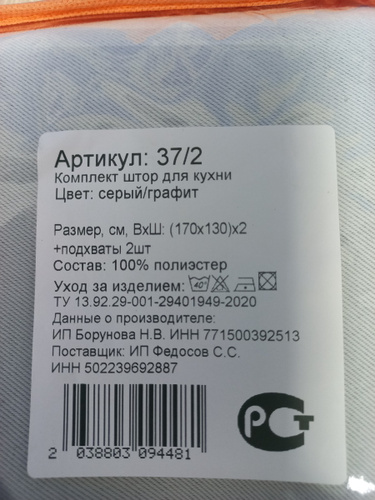 Артикул: 37/2
Комплект штор для кухни
Цвет: серый/графит
Размер, см, ВхШ: (170х130)х2
+подхваты 2шт
Состав: 100% полиэстер
Уход за изделием: 40°
ТУ 13.92.29-001-29401949-2020
Данные о производителе:
ИП Борунова Н.В. ИНН 771500392513
Поставщик: ИП Федосов С.С.
ИНН 502239692887
2 038803 094481
РСТ